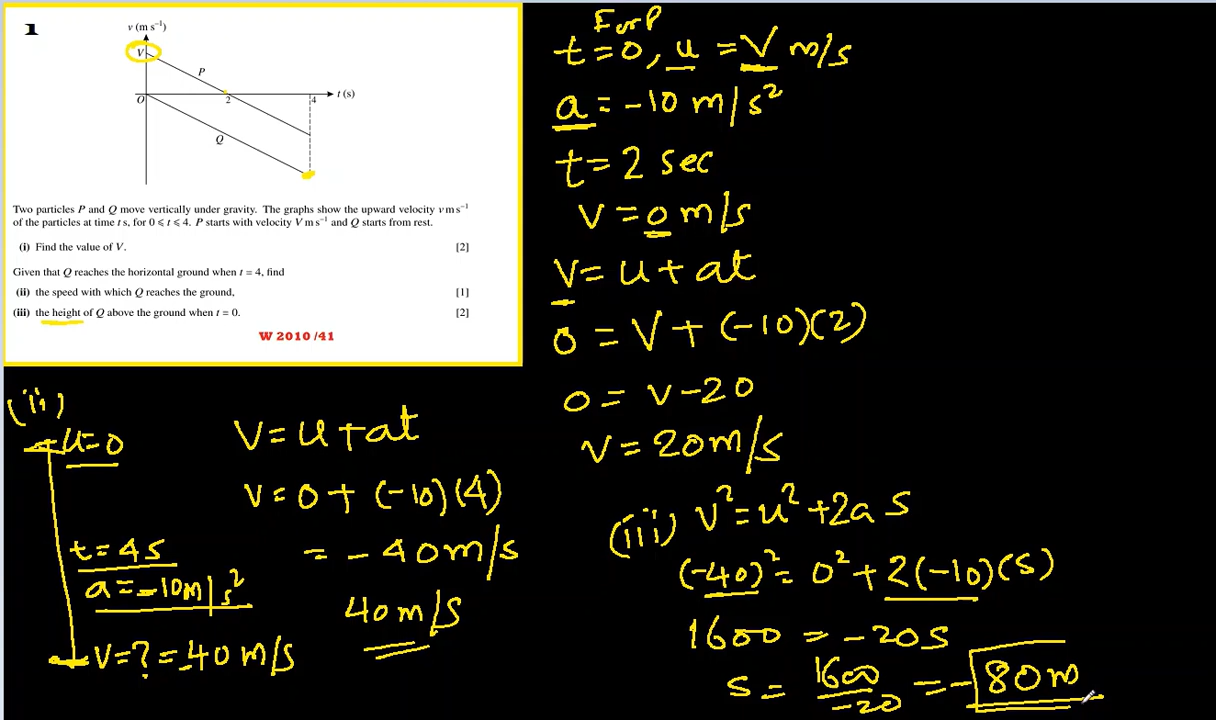 1
v (m s⁻¹)
V
P
O
2
4
t (s)
Q
Two particles P and Q move vertically under gravity. The graphs show the upward velocity v m s⁻¹
of the particles at time t s, for 0 ⩽ t ⩽ 4. P starts with velocity V m s⁻¹ and Q starts from rest.
(i) Find the value of V. [2]
Given that Q reaches the horizontal ground when t = 4, find
(ii) the speed with which Q reaches the ground, [1]
(iii) the height of Q above the ground when t = 0. [2]
W 2010 /41
For P
t = 0, u = V m/s
a = -10 m/s²
t = 2 sec
v = 0 m/s
v = u + at
0 = V + (-10)(2)
0 = v - 20
v = 20 m/s
(ii)
u = 0
t = 4s
a = -10m/s²
v = ? = -40 m/s
v = u + at
v = 0 + (-10)(4)
= -40 m/s
40 m/s
(iii) v² = u² + 2a s
(-40)² = 0² + 2(-10)(s)
1600 = -20s
s = 1600/-20 = -80m